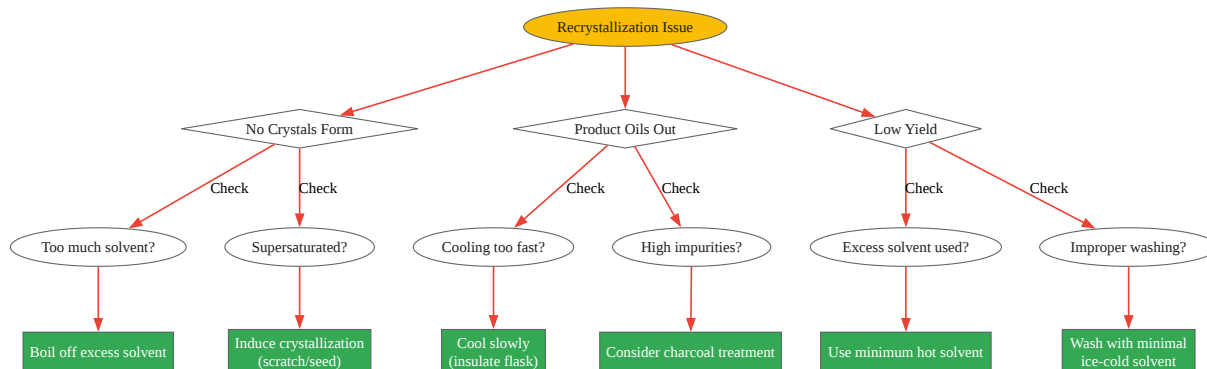 Recrystallization Issue
No Crystals Form
Product Oils Out
Low Yield
Check
Check
Check
Check
Check
Check
Too much solvent?
Supersaturated?
Cooling too fast?
High impurities?
Excess solvent used?
Improper washing?
Boil off excess solvent
Induce crystallization
(scratch/seed)
Cool slowly
(insulate flask)
Consider charcoal treatment
Use minimum hot solvent
Wash with minimal
ice-cold solvent